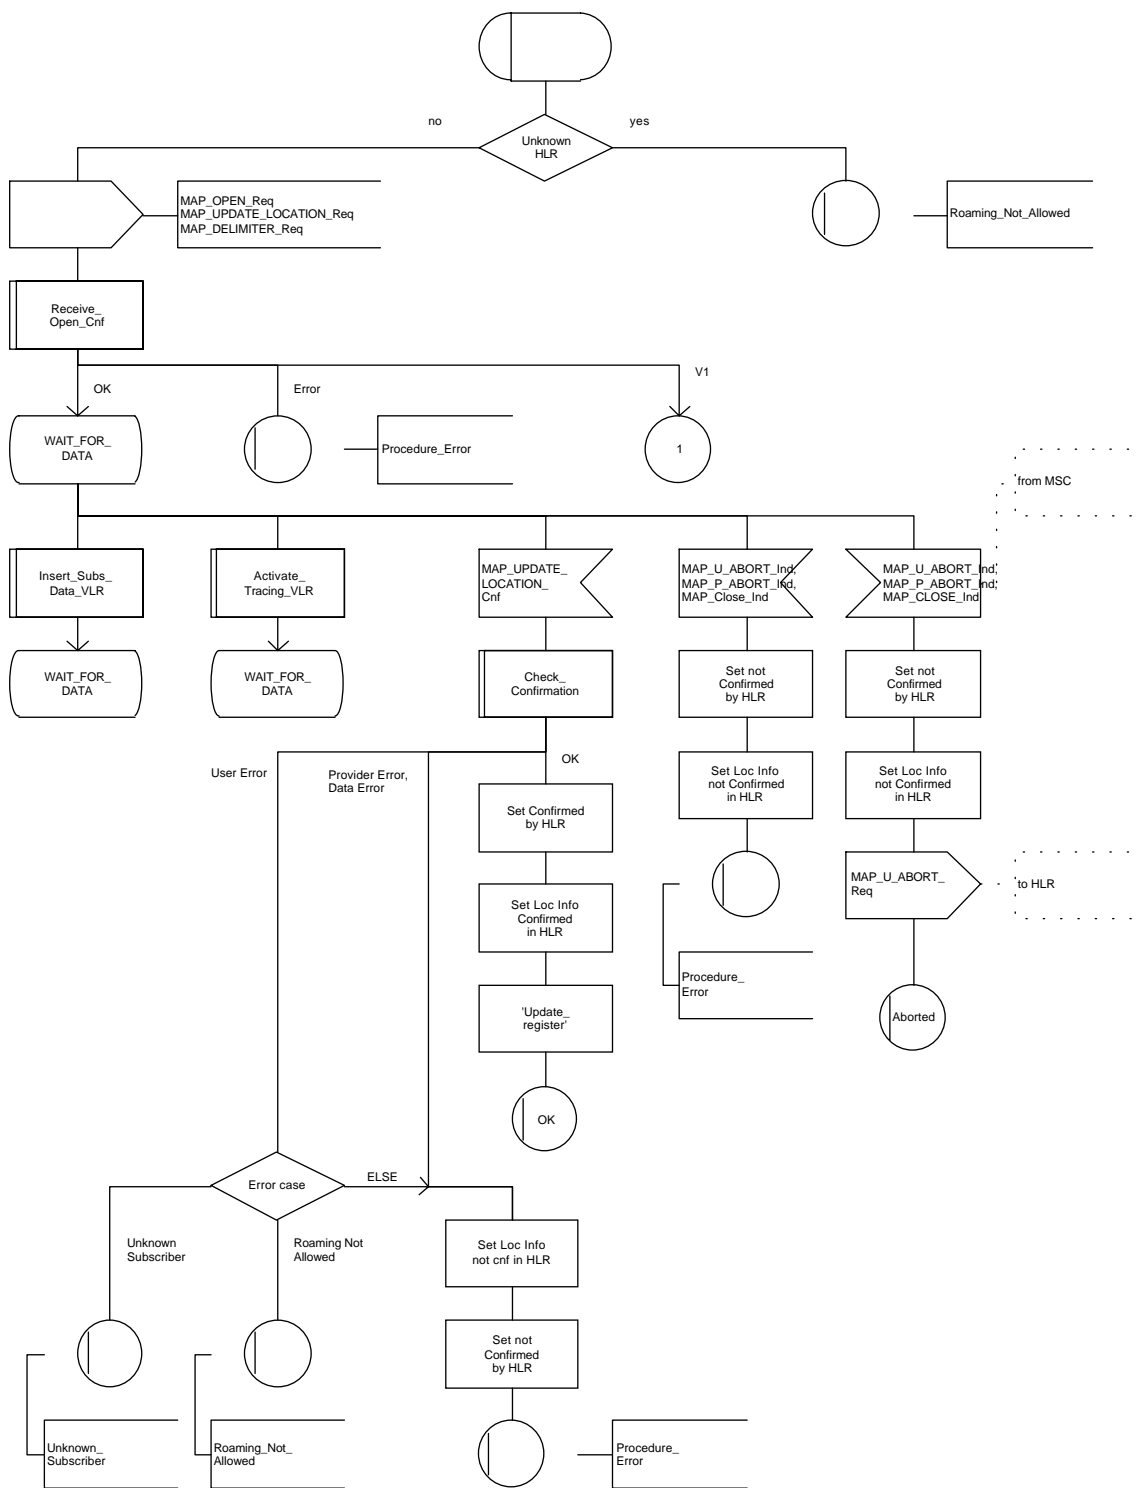 no
yes
Unknown
HLR
MAP_OPEN_Req
MAP_UPDATE_LOCATION_Req
MAP_DELIMITER_Req
Roaming_Not_Allowed
Receive_
Open_Cnf
V1
OK
Error
WAIT_FOR_
DATA
Procedure_Error
1
from MSC
Insert_Subs_
Data_VLR
Activate_
Tracing_VLR
MAP_UPDATE_
LOCATION_
Cnf
MAP_U_ABORT_Ind,
MAP_P_ABORT_Ind,
MAP_Close_Ind
MAP_U_ABORT_Ind,
MAP_P_ABORT_Ind,
MAP_CLOSE_Ind
WAIT_FOR_
DATA
WAIT_FOR_
DATA
Check_
Confirmation
Set not
Confirmed
by HLR
Set not
Confirmed
by HLR
User Error
Provider Error,
Data Error
OK
Set Loc Info
not Confirmed
in HLR
Set Loc Info
not Confirmed
in HLR
Set Confirmed
by HLR
MAP_U_ABORT_
Req
to HLR
Set Loc Info
Confirmed
in HLR
Procedure_
Error
'Update_
register'
Aborted
OK
Error case
ELSE
Unknown
Subscriber
Roaming Not
Allowed
Set Loc Info
not cnf in HLR
Set not
Confirmed
by HLR
Unknown_
Subscriber
Roaming_Not_
Allowed
Procedure_
Error